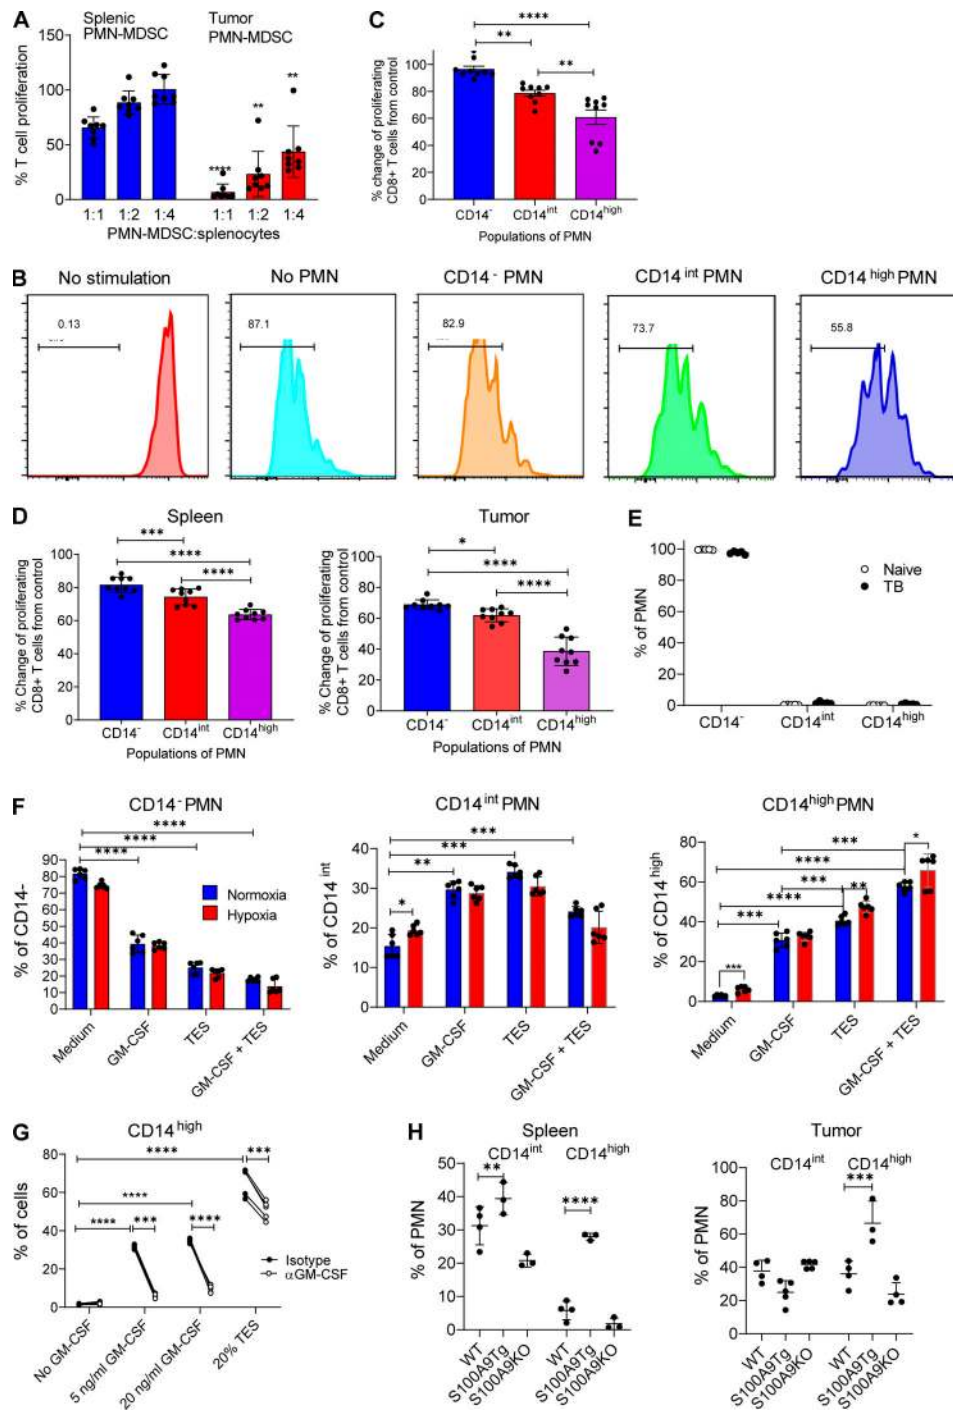 A
Splenic
PMN-MDSC
Tumor
PMN-MDSC
% T cell proliferation
150
100
50
0
****
**
**
1:1
1:2
1:4
1:1
1:2
1:4
PMN-MDSC:splenocytes
C
****
**
**
% change of proliferating
CD8+ T cells from control
100
80
60
40
20
0
CD14⁻
CD14ⁱⁿᵗ
CD14ʰⁱᵍʰ
Populations of PMN
B
No stimulation
No PMN
CD14⁻ PMN
CD14 ⁱⁿᵗ PMN
CD14 ʰⁱᵍʰ PMN
0.13
87.1
82.9
73.7
55.8
D
Spleen
***
****
****
% Change of proliferating
CD8+ T cells from control
100
80
60
40
20
0
CD14⁻
CD14ⁱⁿᵗ
CD14ʰⁱᵍʰ
Populations of PMN
Tumor
*
****
****
% Change of proliferating
CD8+ T cells from control
100
80
60
40
20
0
CD14⁻
CD14ⁱⁿᵗ
CD14ʰⁱᵍʰ
Populations of PMN
E
Naive
TB
% of PMN
100
80
60
40
20
0
CD14⁻
CD14ⁱⁿᵗ
CD14ʰⁱᵍʰ
F
CD14⁻ PMN
****
****
****
Normoxia
Hypoxia
% of CD14-
90
80
70
60
50
40
30
20
10
0
Medium
GM-CSF
TES
GM-CSF + TES
CD14 ⁱⁿᵗ PMN
***
***
**
*
% of CD14 ⁱⁿᵗ
40
30
20
10
0
Medium
GM-CSF
TES
GM-CSF + TES
CD14ʰⁱᵍʰ PMN
***
*
****
***
**
****
***
***
% of CD14ʰⁱᵍʰ
80
60
40
20
0
Medium
GM-CSF
TES
GM-CSF + TES
G
CD14 ʰⁱᵍʰ
****
***
****
****
***
****
Isotype
αGM-CSF
% of cells
80
60
40
20
0
No GM-CSF
5 ng/ml GM-CSF
20 ng/ml GM-CSF
20% TES
H
Spleen
CD14ⁱⁿᵗ
CD14ʰⁱᵍʰ
**
****
% of PMN
50
40
30
20
10
0
WT
S100A9Tg
S100A9KO
WT
S100A9Tg
S100A9KO
Tumor
CD14ⁱⁿᵗ
CD14ʰⁱᵍʰ
***
% of PMN
100
80
60
40
20
0
WT
S100A9Tg
S100A9KO
WT
S100A9Tg
S100A9KO